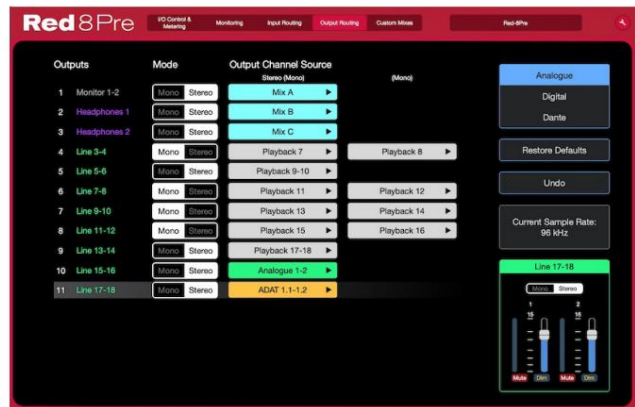 Red 8Pre
I/O Control & Metering
Monitoring
Input Routing
Output Routing
Custom Mixes
Red-8Pre
Outputs Mode Output Channel Source
Stereo (Mono) (Mono)
1 Monitor 1-2 Mono Stereo Mix A
2 Headphones 1 Mono Stereo Mix B
3 Headphones 2 Mono Stereo Mix C
4 Line 3-4 Mono Stereo Playback 7 Playback 8
5 Line 5-6 Mono Stereo Playback 9-10
6 Line 7-8 Mono Stereo Playback 11 Playback 12
7 Line 9-10 Mono Stereo Playback 13 Playback 14
8 Line 11-12 Mono Stereo Playback 15 Playback 16
9 Line 13-14 Mono Stereo Playback 17-18
10 Line 15-16 Mono Stereo Analogue 1-2
11 Line 17-18 Mono Stereo ADAT 1.1-1.2
Analogue
Digital
Dante
Restore Defaults
Undo
Current Sample Rate:
96 kHz
Line 17-18
Mono Stereo
1 2
15 15
Mute Dim Mute Dim